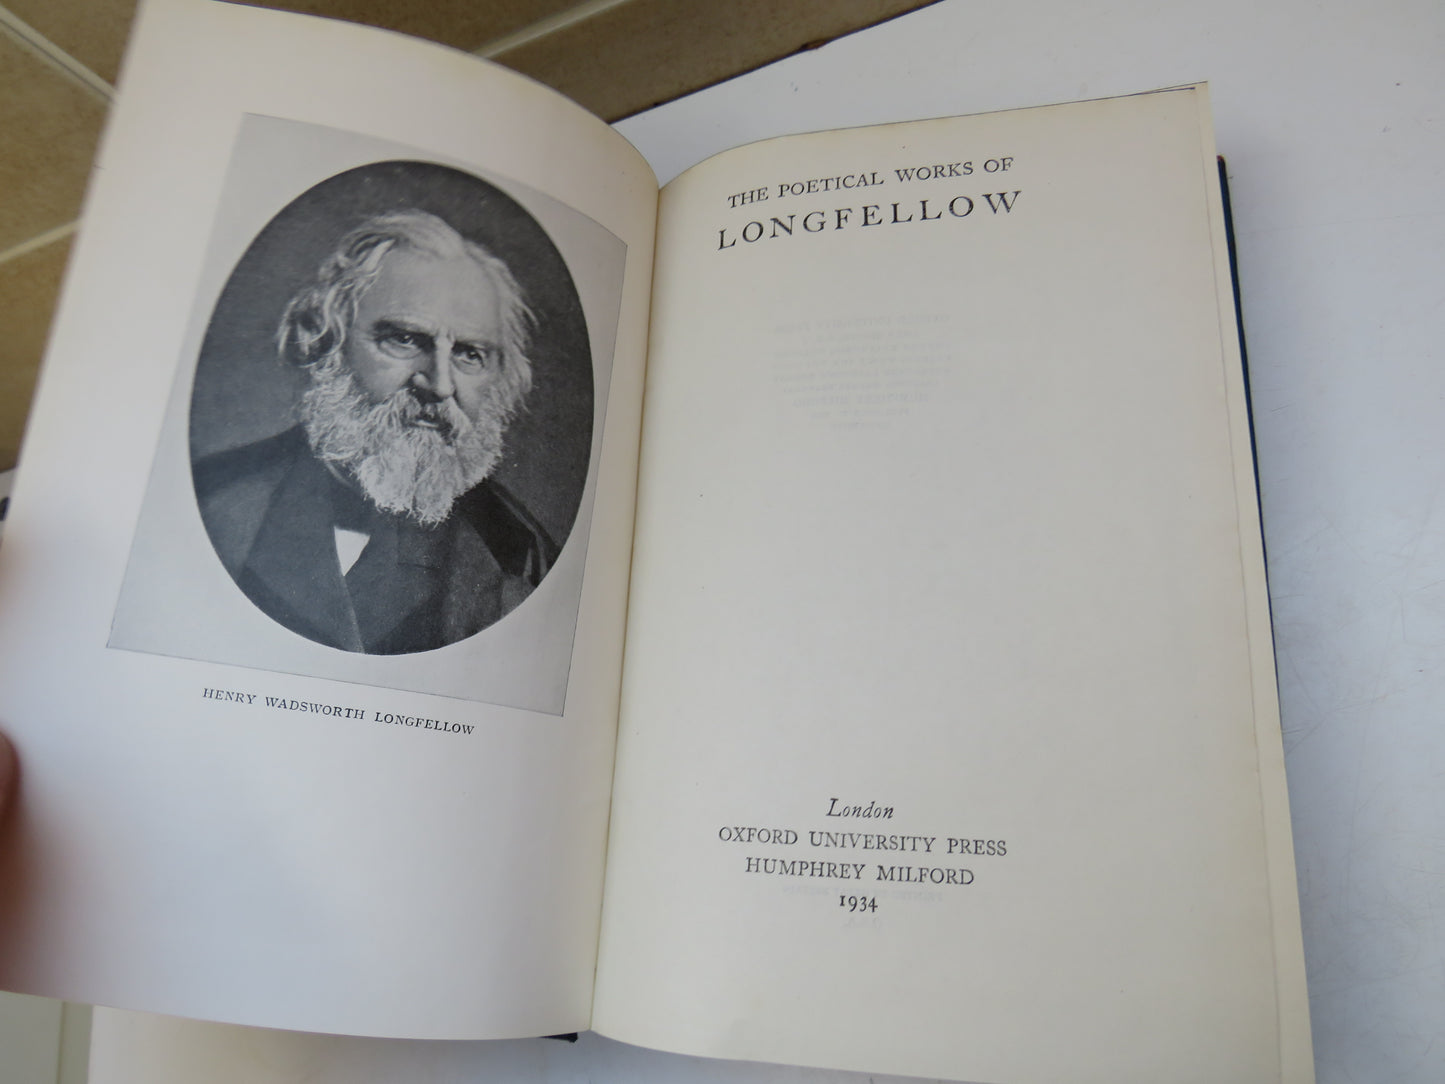 HENRY WADSWORTH LONGFELLOW
THE POETICAL WORKS OF
LONGFELLOW
London
OXFORD UNIVERSITY PRESS
HUMPHREY MILFORD
1934